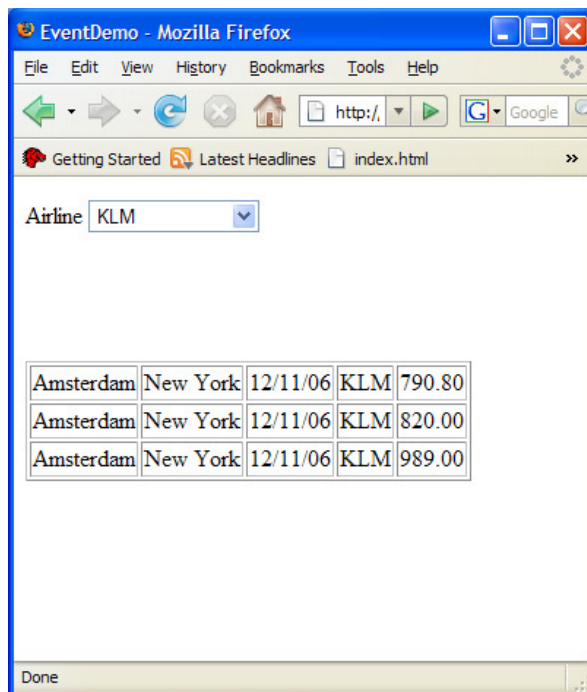 EventDemo - Mozilla Firefox
File Edit View History Bookmarks Tools Help
http:/, G Google
Getting Started Latest Headlines index.html »
Airline KLM
Amsterdam New York 12/11/06 KLM 790.80
Amsterdam New York 12/11/06 KLM 820.00
Amsterdam New York 12/11/06 KLM 989.00
Done